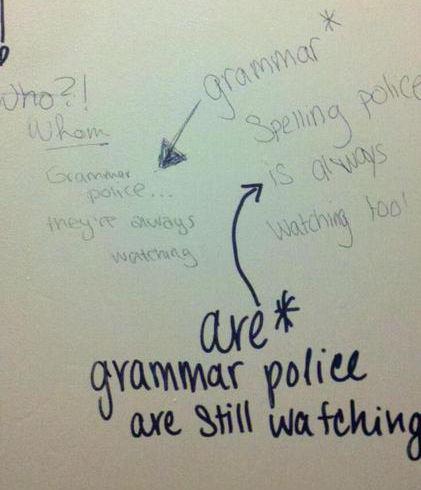 Who?!
Whom
Grammer
police...
they're always
watching
grammar*
Spelling police
is always
watching too!
are*
grammar police
are still watching